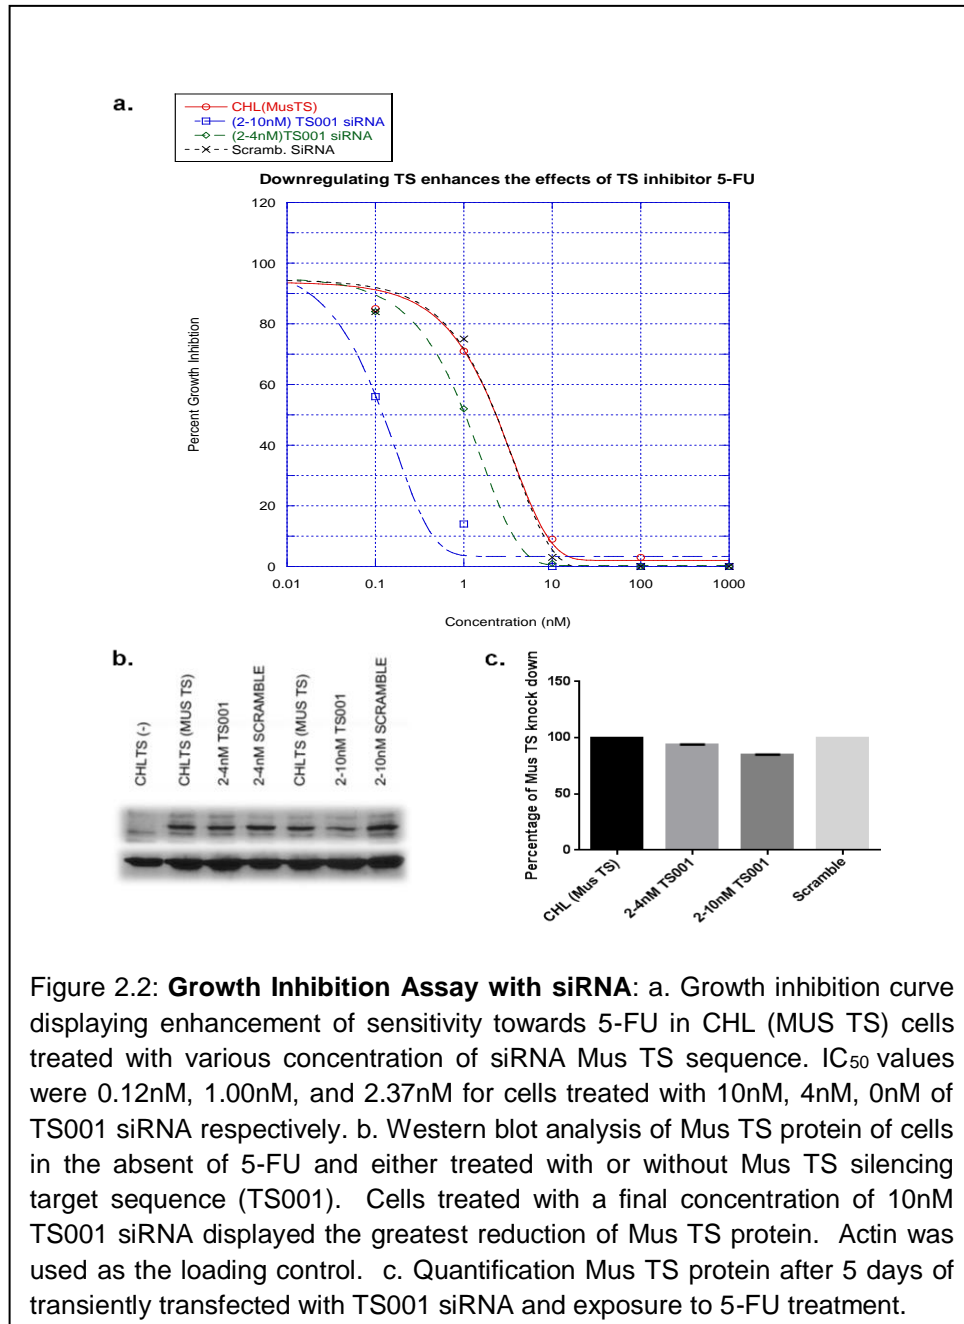 a.
CHL(MusTS)
(2-10nM) TS001 siRNA
(2-4nM)TS001 siRNA
Scramb. SiRNA
Downregulating TS enhances the effects of TS inhibitor 5-FU
120
100
80
60
40
20
0
0.01 0.1 1 10 100 1000
Percent Growth Inhibtion
Concentration (nM)
b.
CHLTS (-)
CHLTS (MUS TS)
2-4nM TS001
2-4nM SCRAMBLE
CHLTS (MUS TS)
2-10nM TS001
2-10nM SCRAMBLE
c.
Percentage of Mus TS knock down
150
100
50
0
CHL (Mus TS)
2-4nM TS001
2-10nM TS001
Scramble
Figure 2.2: Growth Inhibition Assay with siRNA: a. Growth inhibition curve
displaying enhancement of sensitivity towards 5-FU in CHL (MUS TS) cells
treated with various concentration of siRNA Mus TS sequence. IC50 values
were 0.12nM, 1.00nM, and 2.37nM for cells treated with 10nM, 4nM, 0nM of
TS001 siRNA respectively. b. Western blot analysis of Mus TS protein of cells
in the absent of 5-FU and either treated with or without Mus TS silencing
target sequence (TS001). Cells treated with a final concentration of 10nM
TS001 siRNA displayed the greatest reduction of Mus TS protein. Actin was
used as the loading control. c. Quantification Mus TS protein after 5 days of
transiently transfected with TS001 siRNA and exposure to 5-FU treatment.